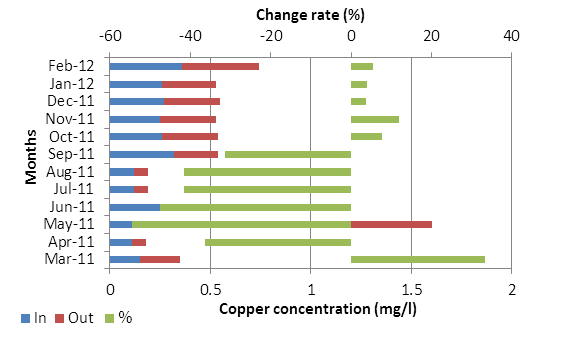 Change rate (%)
-60 -40 -20 0 20 40
Feb-12
Jan-12
Dec-11
Nov-11
Oct-11
Sep-11
Aug-11
Jul-11
Jun-11
May-11
Apr-11
Mar-11
Months
0 0.5 1 1.5 2
Copper concentration (mg/l)
In Out %